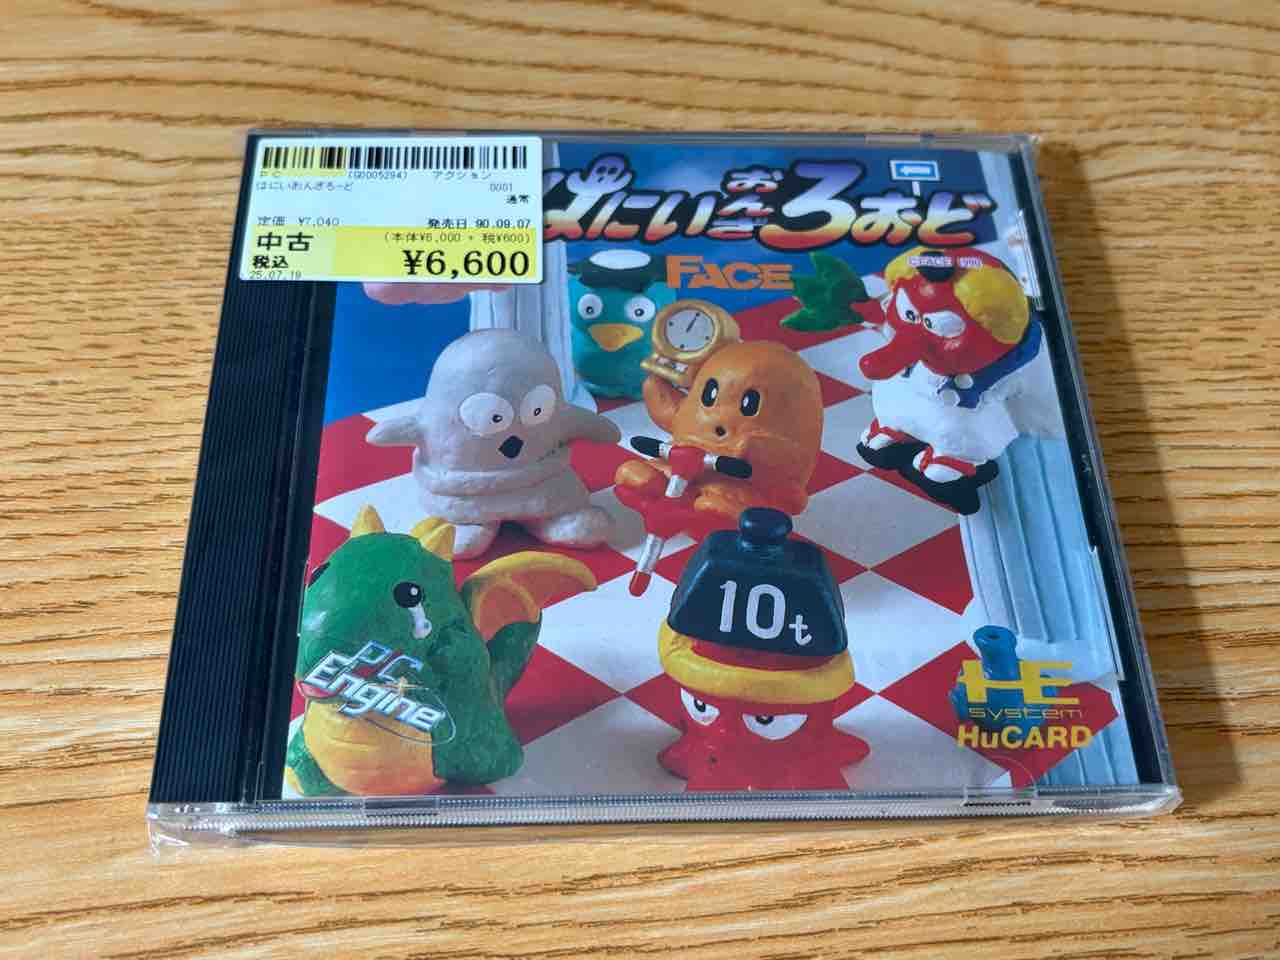 PC (G0005294) アクション
はにいおんざろーど 0001
通常
定価 ¥7,040 発売日 90.09.07
中古 (本体¥6,000 + 税¥600)
税込 ¥6,600
25.07.19
はにい おんざ ろおど
FACE
©FACE 1990
10t
PC Engine
HE
system
HuCARD